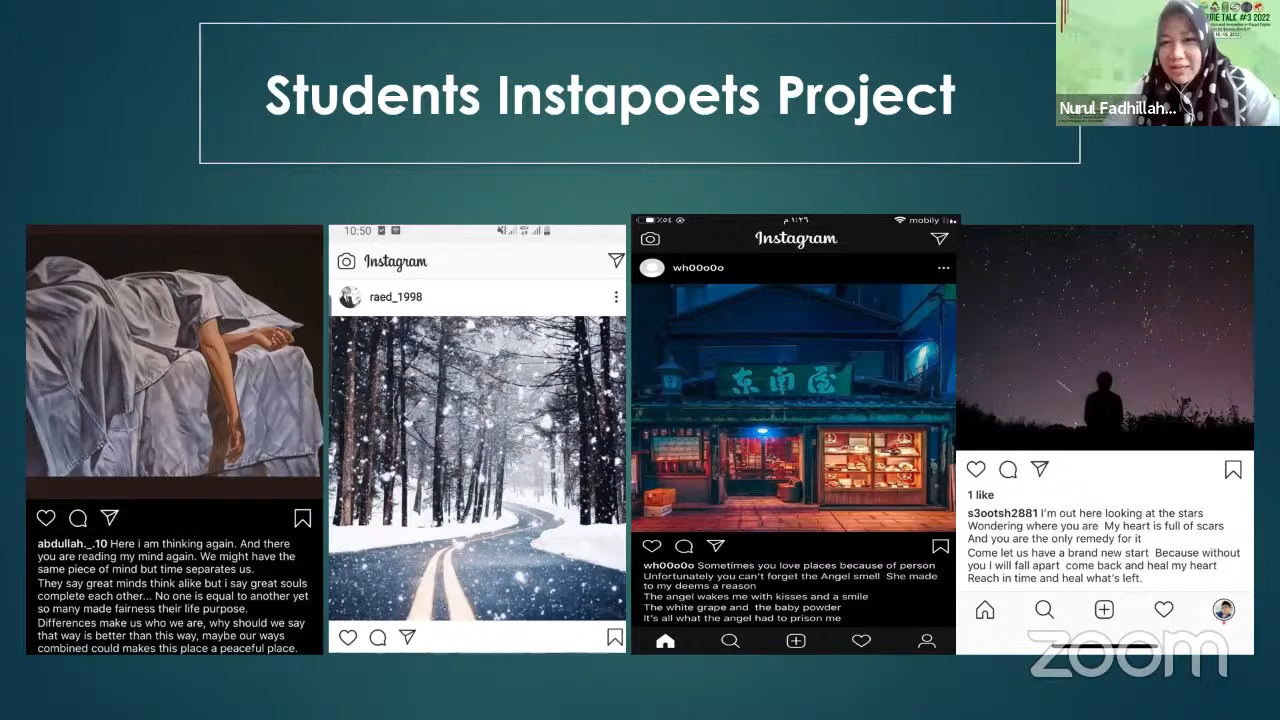 Students Instapoets Project
URE TALK #3 2022
Nurul Fadhillah...
abdullah._.10 Here i am thinking again. And there
you are reading my mind again. We might have the
same piece of mind but time separates us.
They say great minds think alike but i say great souls
complete each other... No one is equal to another yet
so many made fairness their life purpose.
Differences make us who we are, why should we say
that way is better than this way, maybe our ways
combined could makes this place a peaceful place.
10:50
Instagram
raed_1998
١:٢٦ م
mobily
Instagram
wh00o0o
東南屋
wh00o0o Sometimes you love places because of person
Unfortunately you can't forget the Angel smell She made
to my deems a reason
The angel wakes me with kisses and a smile
The white grape and the baby powder
It's all what the angel had to prison me
1 like
s3ootsh2881 I'm out here looking at the stars
Wondering where you are My heart is full of scars
And you are the only remedy for it
Come let us have a brand new start Because without
you I will fall apart come back and heal my heart
Reach in time and heal what's left.
zoom